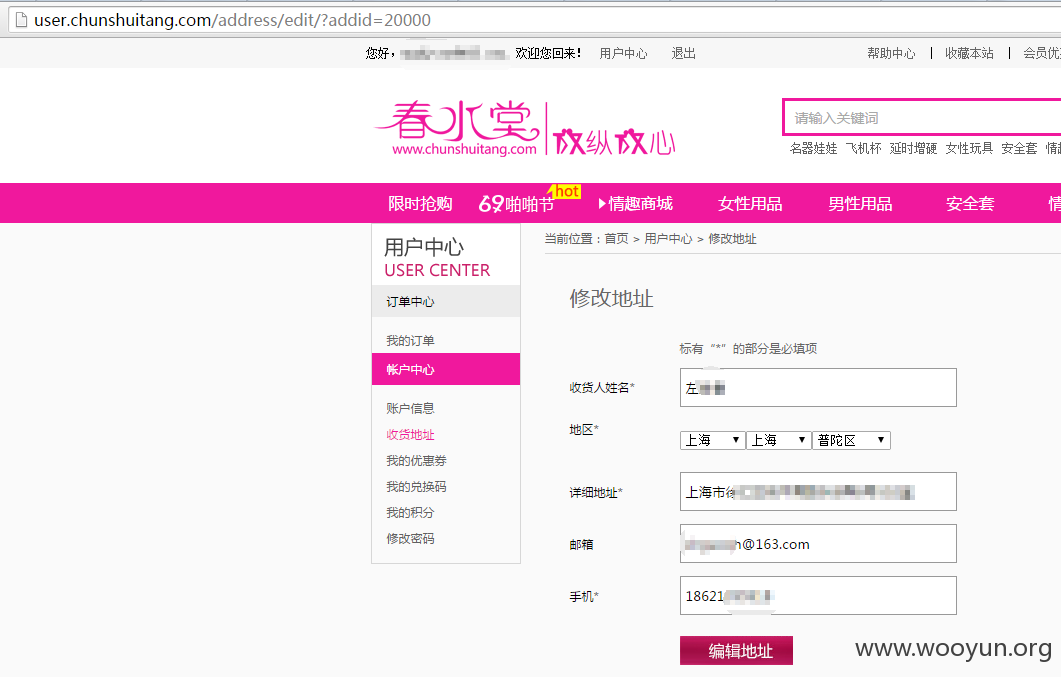 user.chunshuitang.com/address/edit/?addid=20000
您好， 欢迎您回来！ 用户中心 退出 帮助中心 | 收藏本站 | 会员优
春水堂 放纵放心
www.chunshuitang.com
请输入关键词
名器娃娃 飞机杯 延时增硬 女性玩具 安全套 情
限时抢购 69啪啪节 hot 情趣商城 女性用品 男性用品 安全套 情
用户中心
USER CENTER
订单中心
我的订单
帐户中心
账户信息
收货地址
我的优惠券
我的兑换码
我的积分
修改密码
当前位置：首页 > 用户中心 > 修改地址
修改地址
标有 “*” 的部分是必填项
收货人姓名* 左
地区* 上海 上海 普陀区
详细地址* 上海市徐
邮箱 h@163.com
手机* 18621
编辑地址
www.wooyun.org